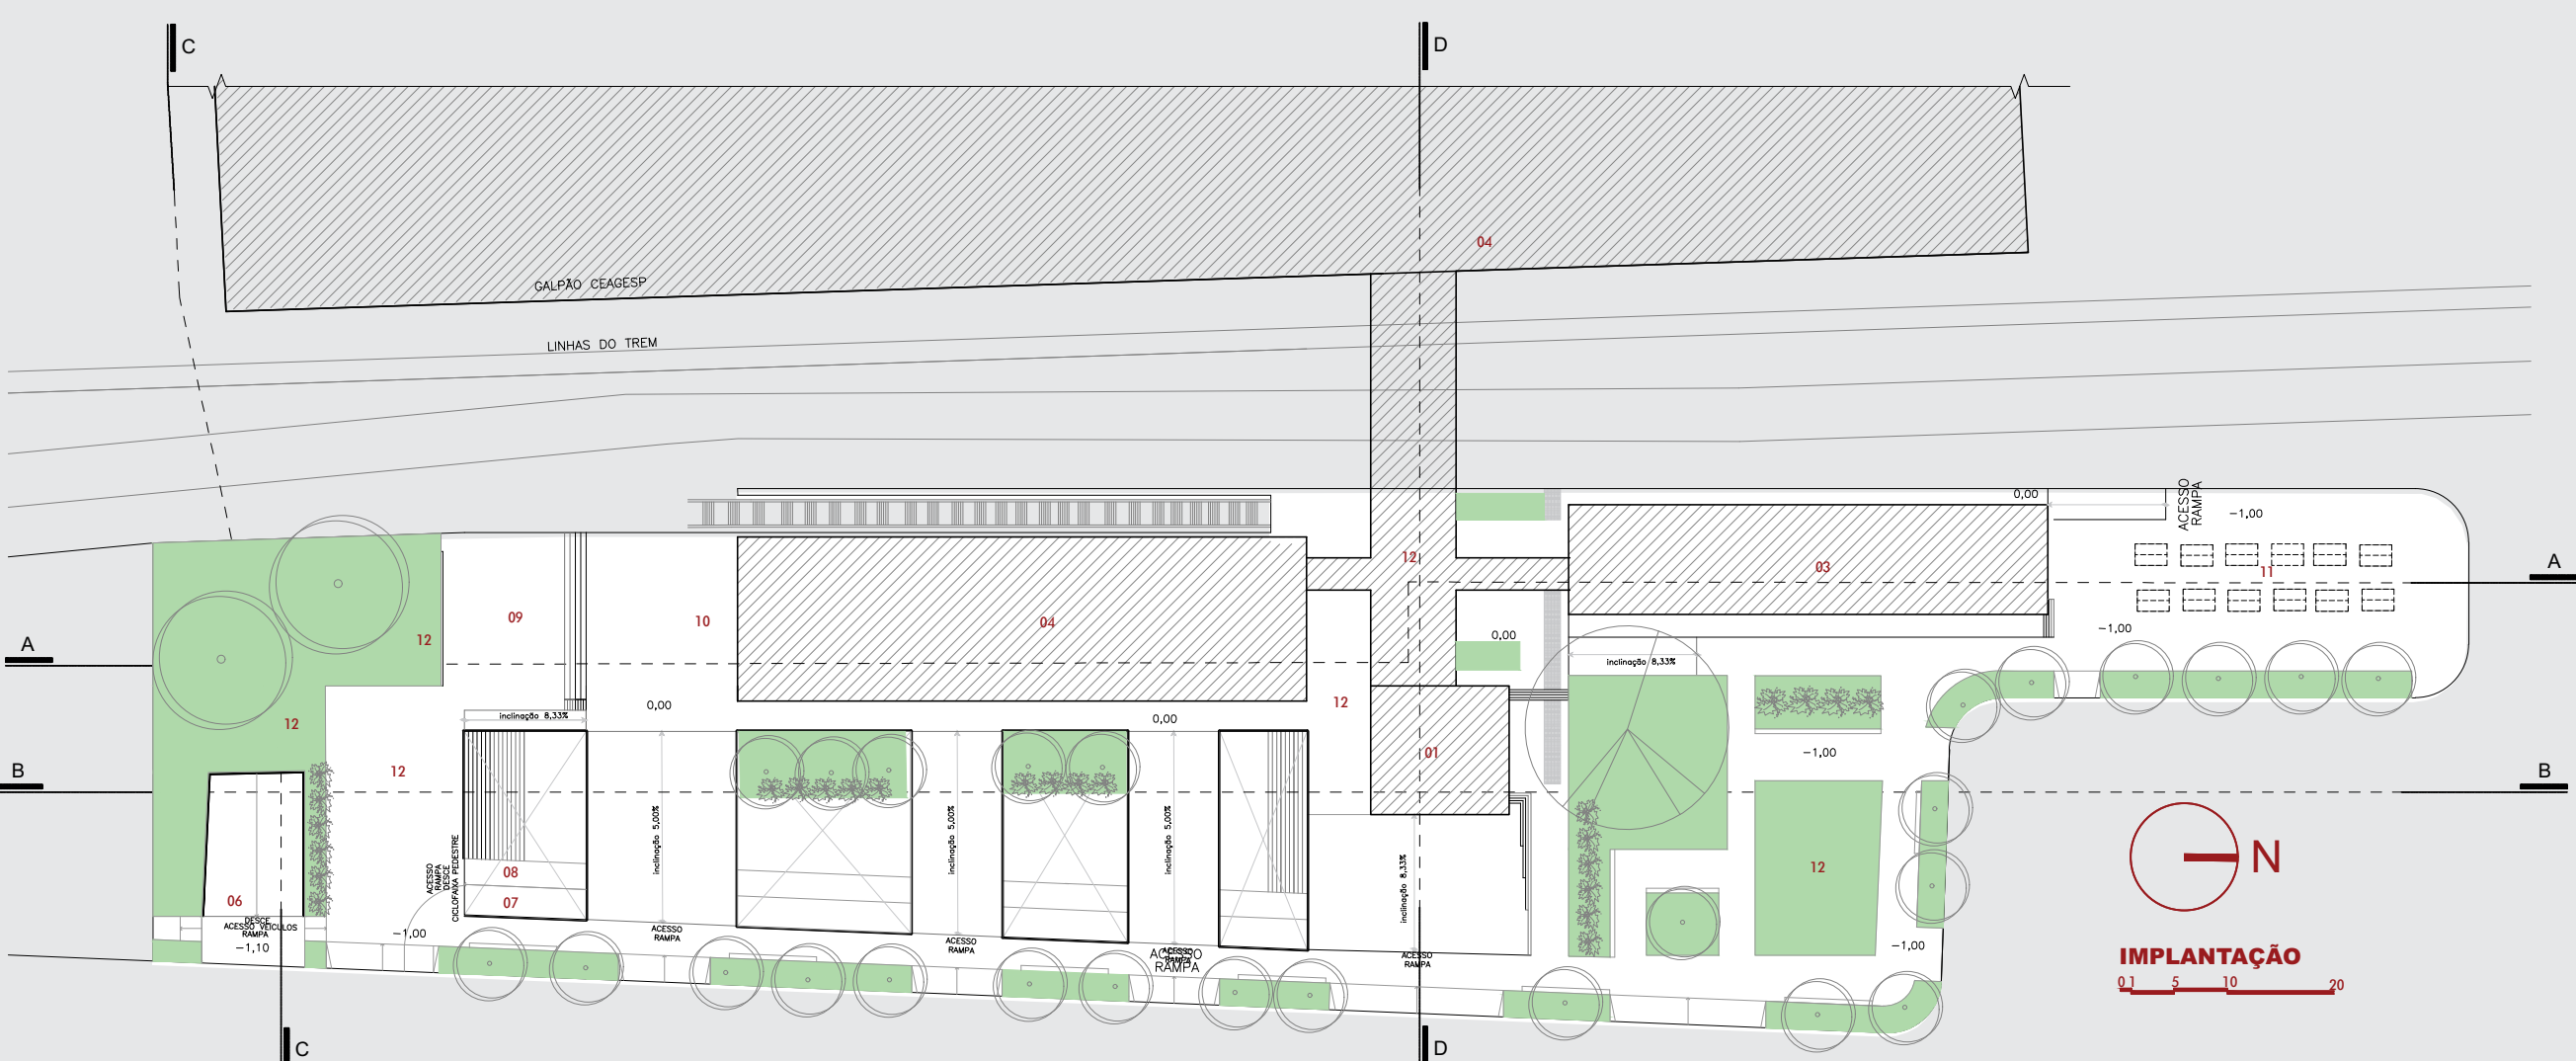 C
D
04
GALPÃO CEAGESP
LINHAS DO TREM
0,00
ACESSO
RAMPA
-1,00
12
03
11
A
09
10
04
12
0,00
-1,00
A
inclinação 8,33%
12
12
0,00
0,00
inclinação 8,33%
01
-1,00
B
12
B
inclinação 5,00%
inclinação 5,00%
inclinação 5,00%
inclinação 8,33%
ACESSO
RAMPA
DESCE
CICLOFAIXA PEDESTRE
08
07
06
12
N
DESCE
ACESSO VEÍCULOS
RAMPA
-1,10
-1,00
ACESSO
RAMPA
ACESSO
RAMPA
ACESSO
RAMPA
ACESSO
RAMPA
ACESSO
RAMPA
-1,00
IMPLANTAÇÃO
0 1 5 10 20
C
D